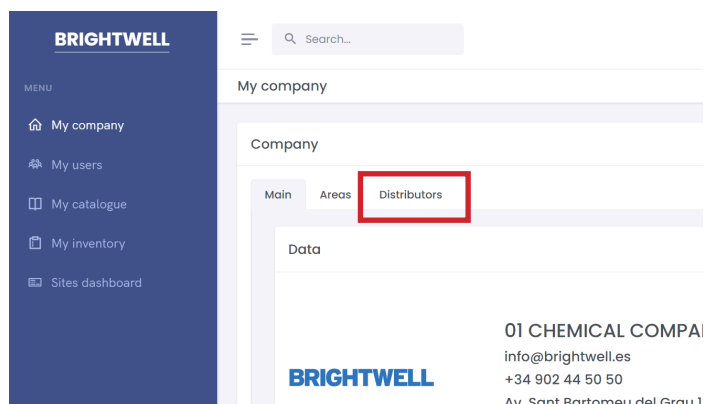 BRIGHTWELL
Search...
MENU
My company
My users
My catalogue
My inventory
Sites dashboard
My company
Company
Main Areas Distributors
Data
BRIGHTWELL
01 CHEMICAL COMPA
info@brightwell.es
+34 902 44 50 50
Av. Sant Bartomeu del Grau 1